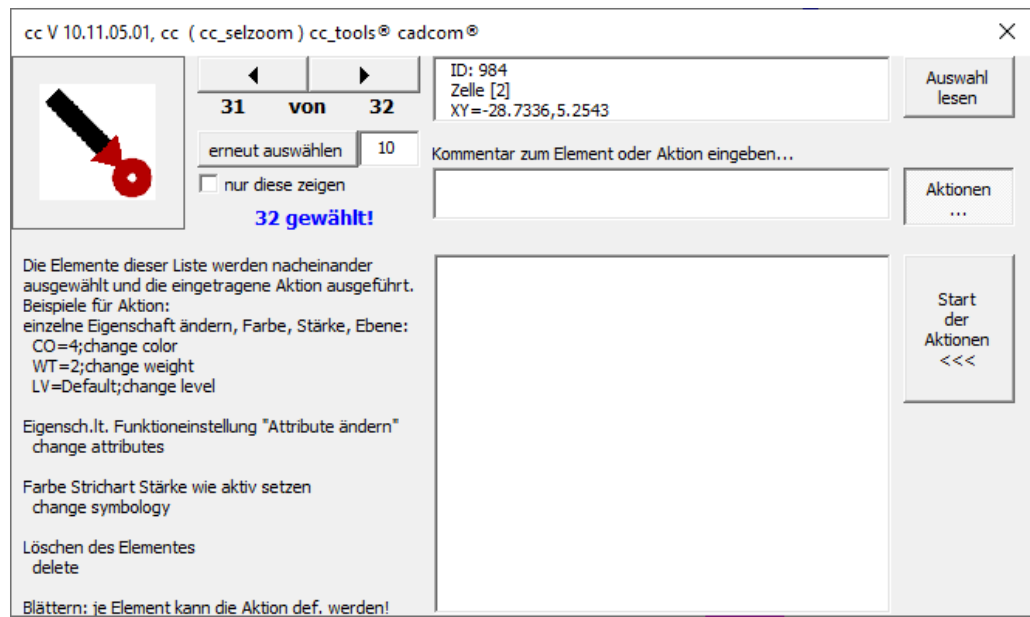 cc V 10.11.05.01, cc ( cc_selzoom ) cc_tools® cadcom®
31 von 32
erneut auswählen 10
nur diese zeigen
32 gewählt!
ID: 984
Zelle [2]
XY=-28.7336,5.2543
Auswahl
lesen
Kommentar zum Element oder Aktion eingeben...
Aktionen
...
Die Elemente dieser Liste werden nacheinander
ausgewählt und die eingetragene Aktion ausgeführt.
Beispiele für Aktion:
einzelne Eigenschaft ändern, Farbe, Stärke, Ebene:
CO=4;change color
WT=2;change weight
LV=Default;change level
Eigensch.lt. Funktioneinstellung "Attribute ändern"
change attributes
Farbe Strichart Stärke wie aktiv setzen
change symbology
Löschen des Elementes
delete
Blättern: je Element kann die Aktion def. werden!
Start
der
Aktionen
<<<